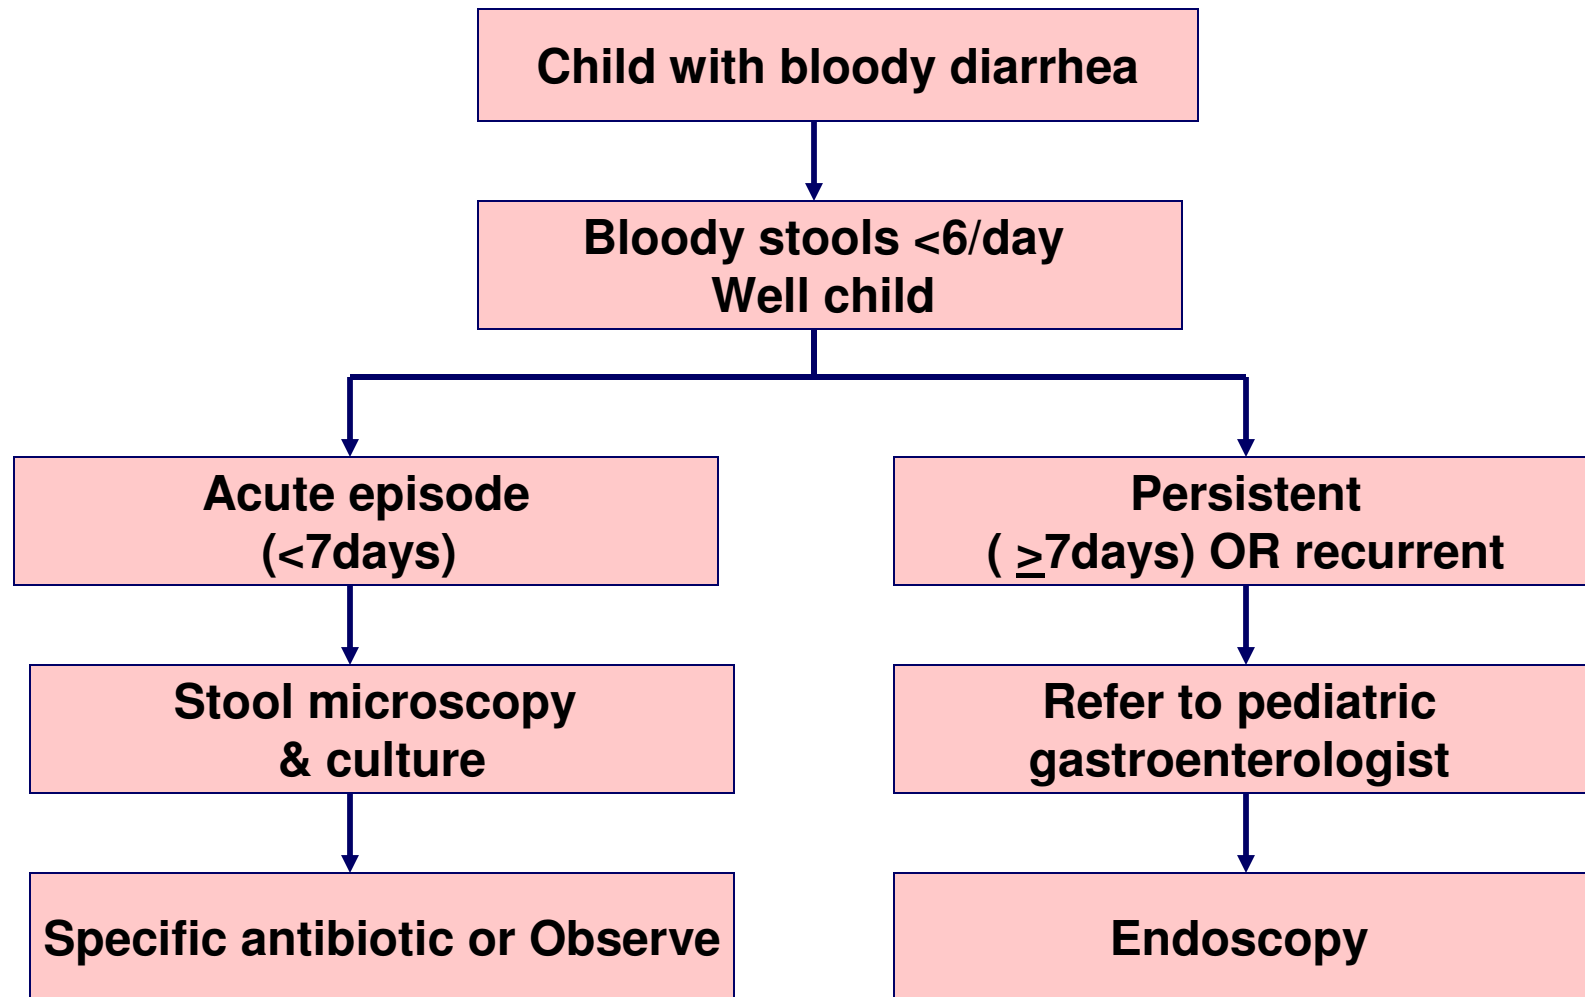 Child with bloody diarrhea
Bloody stools <6/day
Well child
Acute episode
(<7days)
Persistent
( ≥7days) OR recurrent
Stool microscopy
& culture
Refer to pediatric
gastroenterologist
Specific antibiotic or Observe
Endoscopy